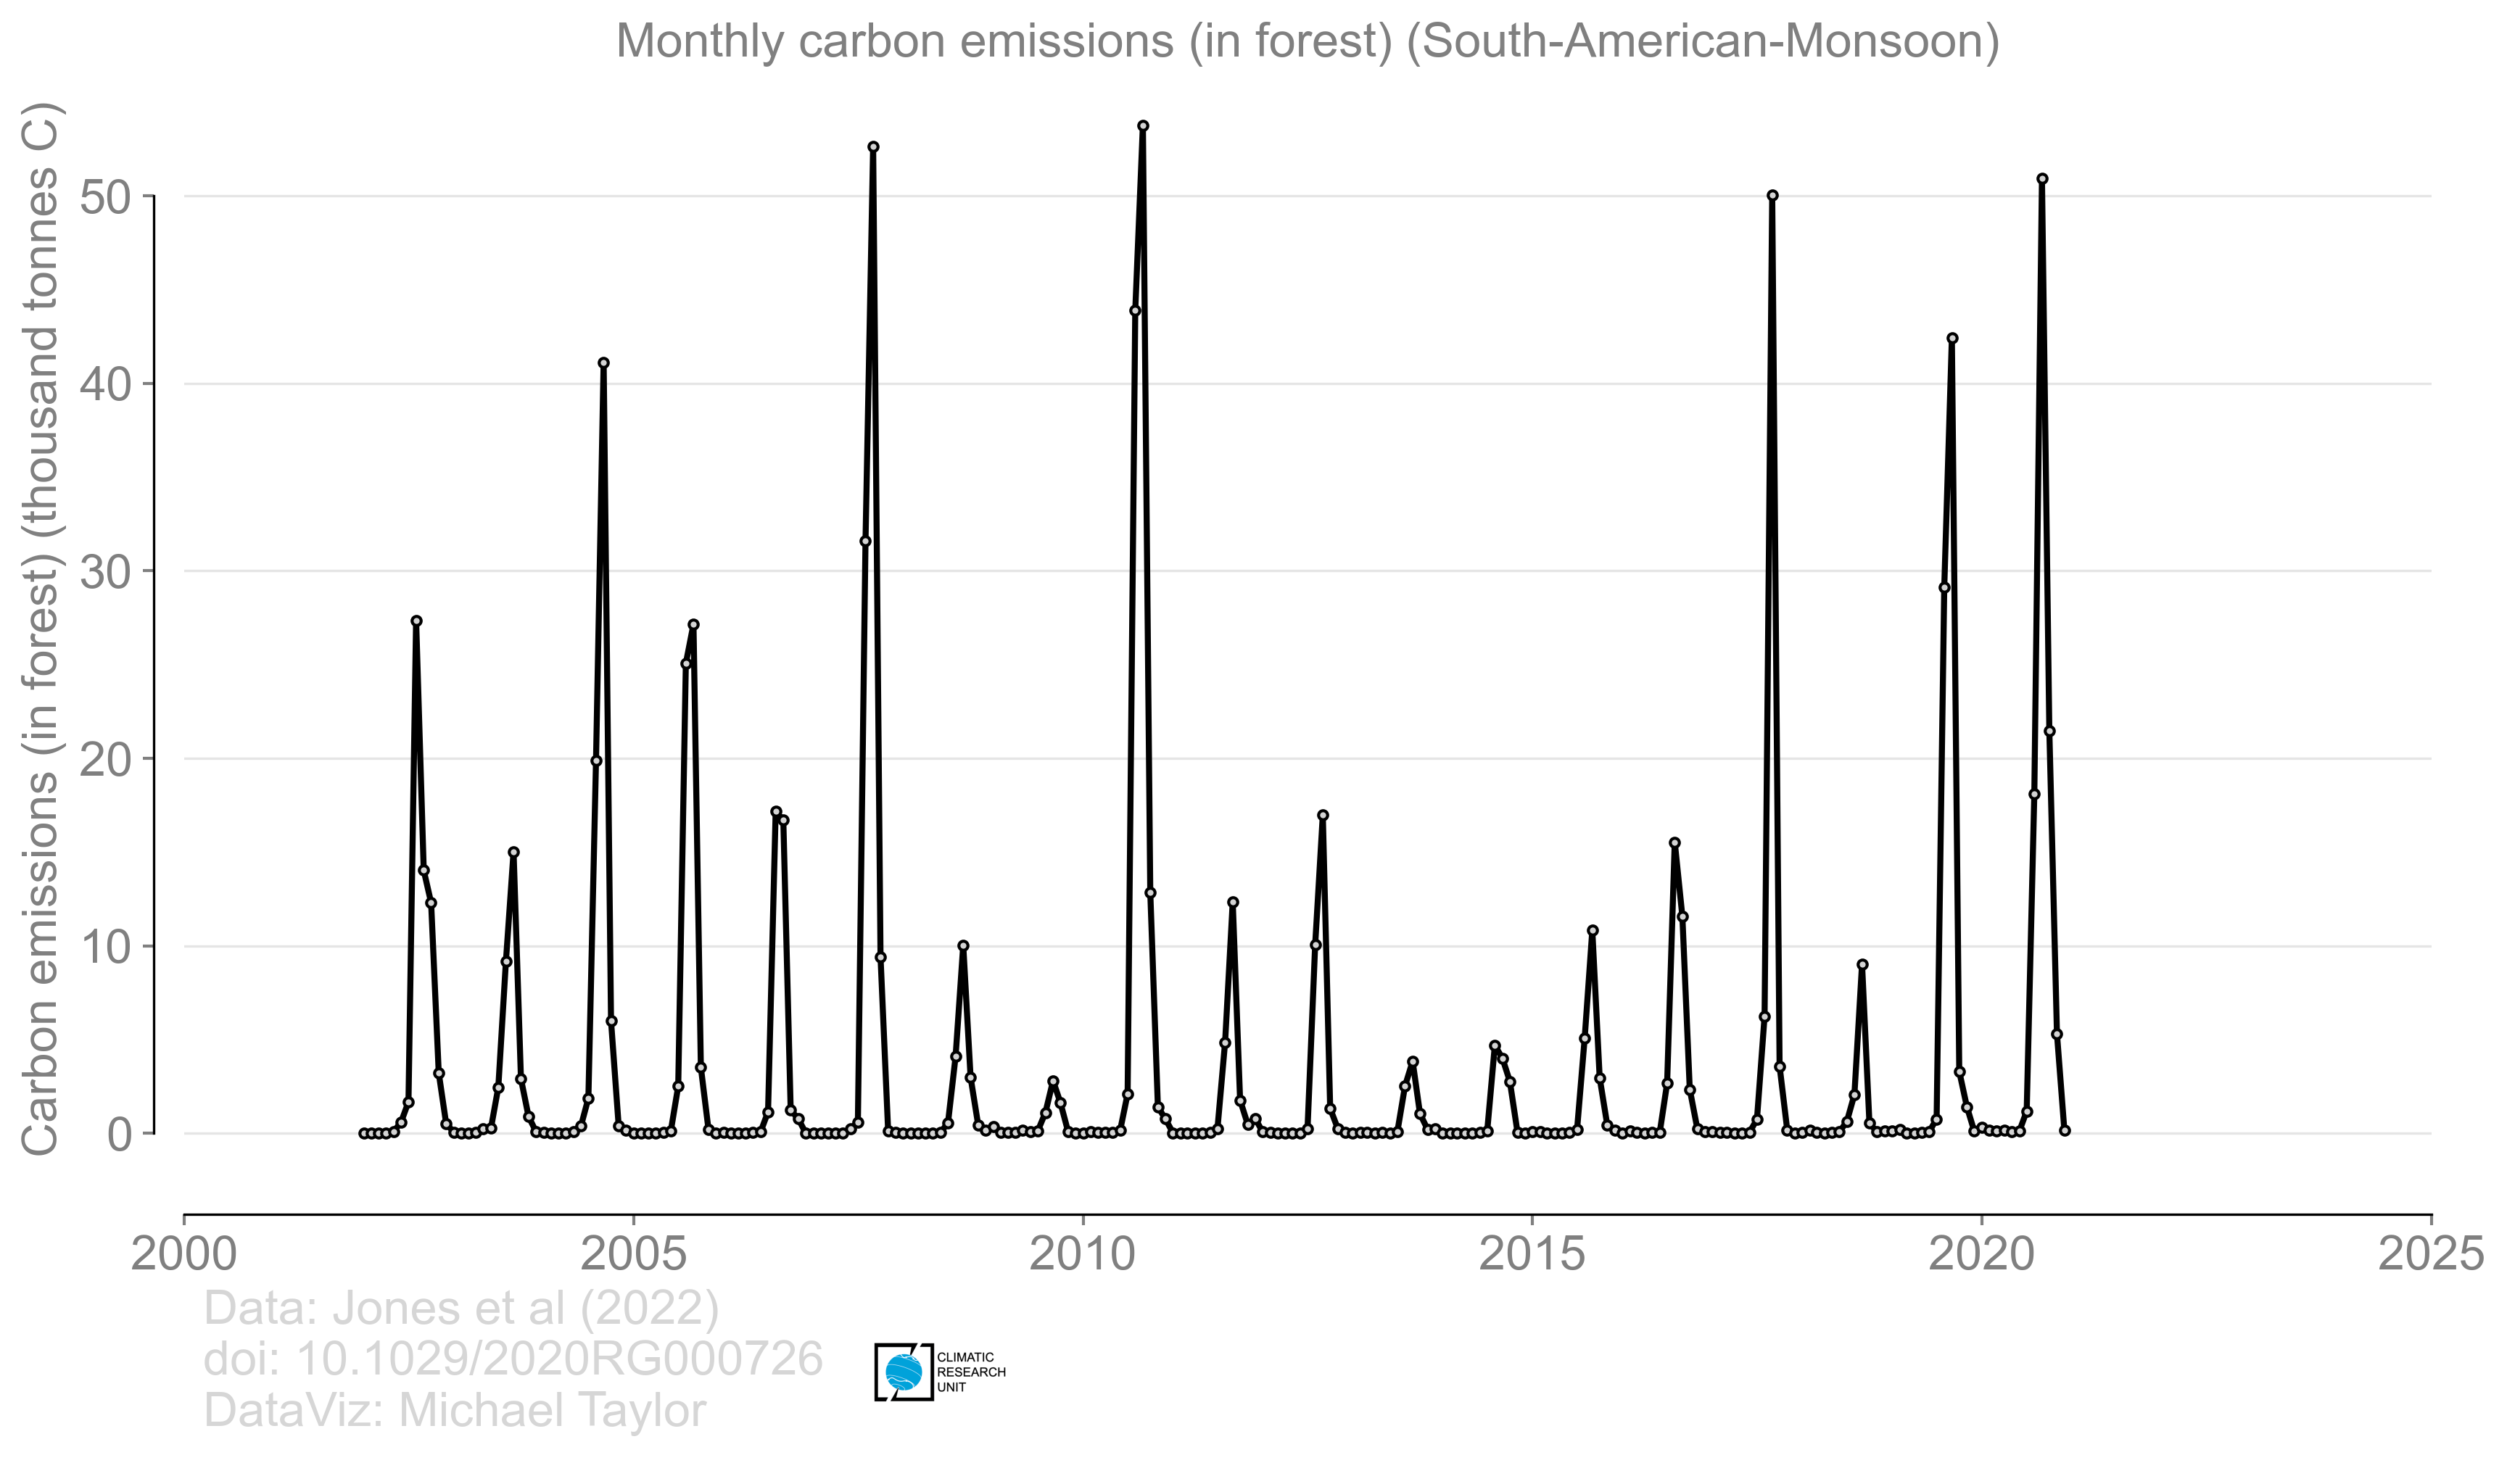 Monthly carbon emissions (in forest) (South-American-Monsoon)
Carbon emissions (in forest) (thousand tonnes C)
50
40
30
20
10
0
2000 2005 2010 2015 2020 2025
Data: Jones et al (2022)
doi: 10.1029/2020RG000726
DataViz: Michael Taylor
CLIMATIC
RESEARCH
UNIT